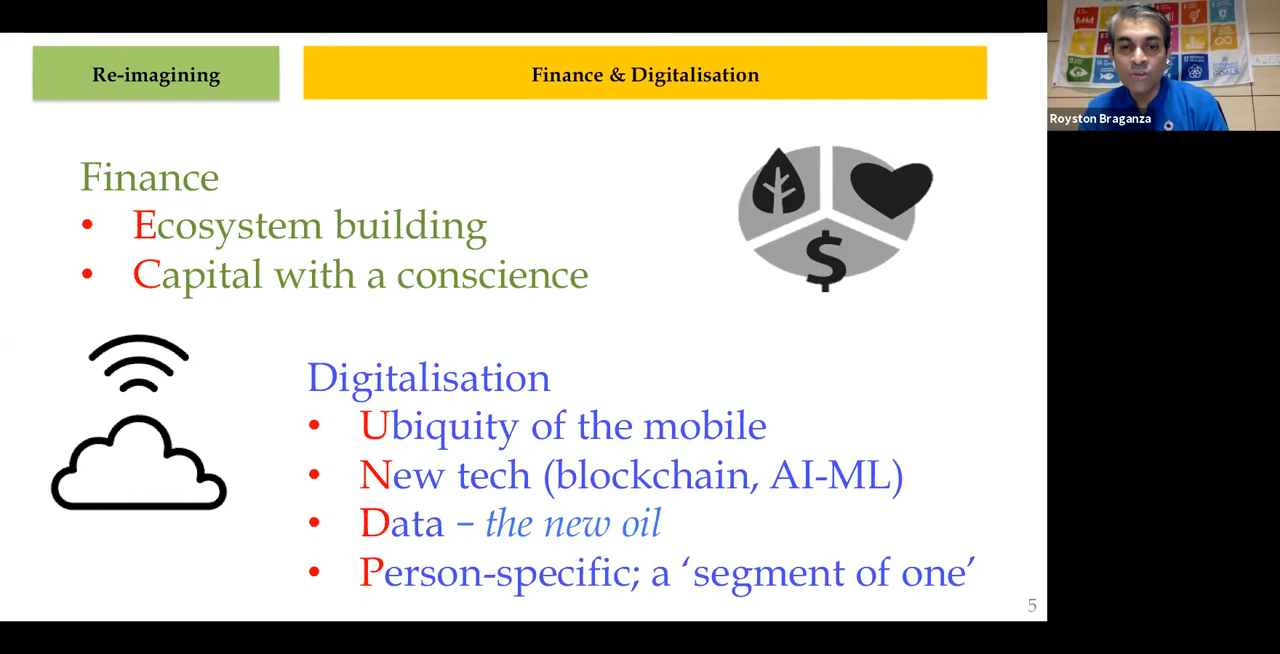 Re-imagining
Finance & Digitalisation
Royston Braganza
Finance
• Ecosystem building
• Capital with a conscience
$
Digitalisation
• Ubiquity of the mobile
• New tech (blockchain, AI-ML)
• Data – the new oil
• Person-specific; a ‘segment of one’
5